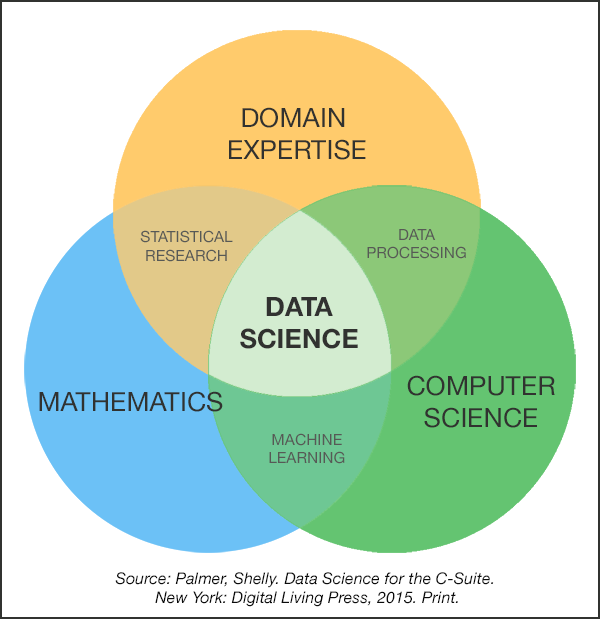 DOMAIN
EXPERTISE
STATISTICAL
RESEARCH
DATA
PROCESSING
DATA
SCIENCE
MATHEMATICS
COMPUTER
SCIENCE
MACHINE
LEARNING
Source: Palmer, Shelly. Data Science for the C-Suite.
New York: Digital Living Press, 2015. Print.